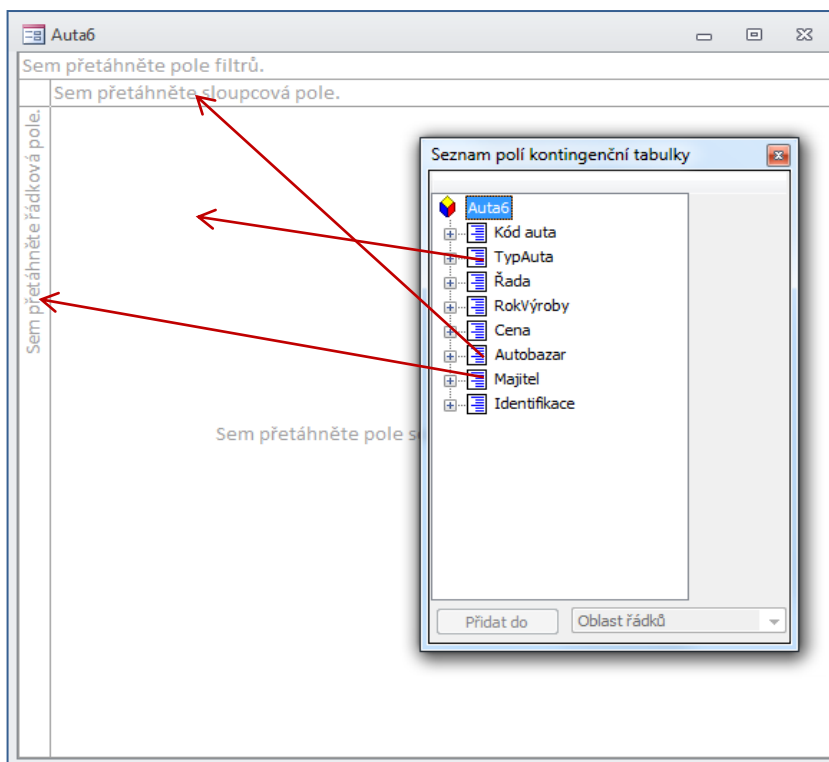 Auta6
Sem přetáhněte pole filtrů.
Sem přetáhněte sloupcová pole.
Sem přetáhněte řádková pole.
Seznam polí kontingenční tabulky
Auta6
Kód auta
TypAuta
Řada
RokVýroby
Cena
Autobazar
Majitel
Identifikace
Sem přetáhněte pole
Přidat do
Oblast řádků